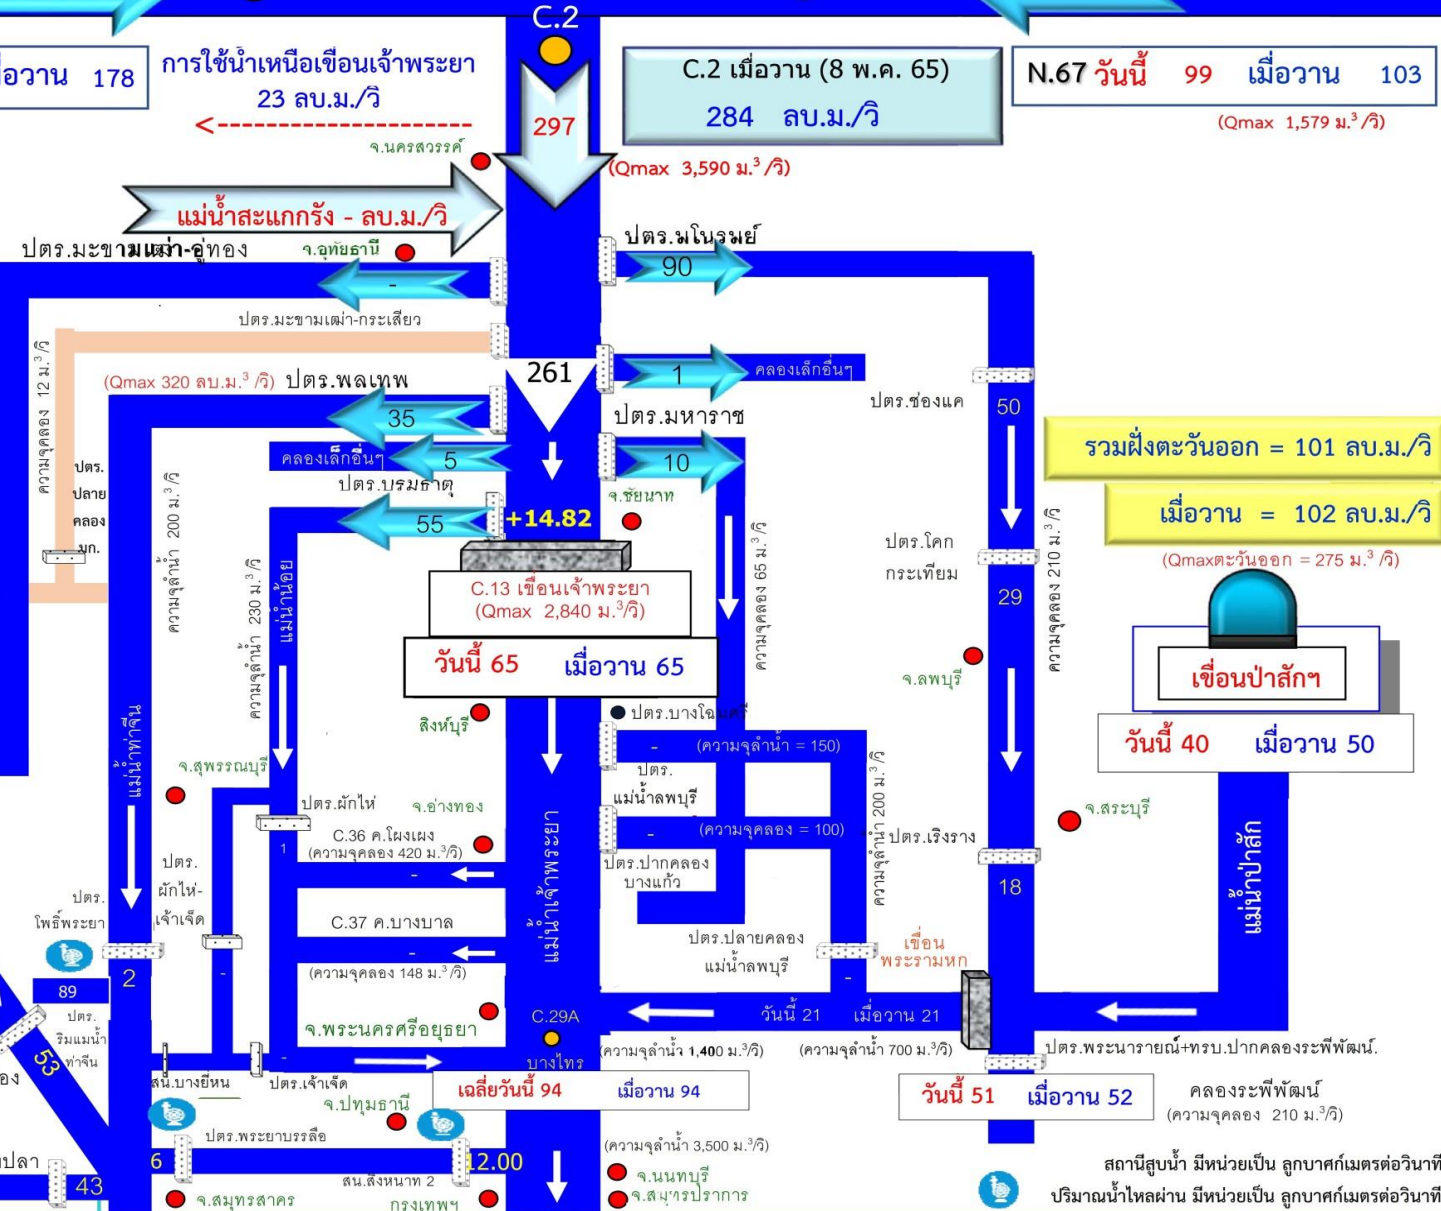 C.2
เมื่อวาน 178
การใช้น้ำเหนือเขื่อนเจ้าพระยา
23 ลบ.ม./วิ
297
C.2 เมื่อวาน (8 พ.ค. 65)
284 ลบ.ม./วิ
(Qmax 3,590 ม.³/วิ)
N.67 วันนี้ 99 เมื่อวาน 103
(Qmax 1,579 ม.³/วิ)
จ.นครสวรรค์
แม่น้ำสะแกกรัง - ลบ.ม./วิ
ปตร.มะขามเฒ่า-อู่ทอง
จ.อุทัยธานี
-
ปตร.มโนรมย์
90
ปตร.มะขามเฒ่า-กระเสียว
ความจุคลอง 12 ม.³/วิ
261
1
คลองเล็กอื่นๆ
(Qmax 320 ลบ.ม.³/วิ) ปตร.พลเทพ
35
ปตร.มหาราช
ปตร.ช่องแค
50
คลองเล็กอื่นๆ
5
10
รวมฝั่งตะวันออก = 101 ลบ.ม./วิ
เมื่อวาน = 102 ลบ.ม./วิ
(Qmaxตะวันออก = 275 ม.³/วิ)
ปตร.
ปลาย
คลอง
มก.
ปตร.บรมธาตุ
55
+14.82
จ.ชัยนาท
ความจุลำน้ำ 200 ม.³/วิ
ความจุลำน้ำ 230 ม.³/วิ
แม่น้ำน้อย
ความจุคลอง 65 ม.³/วิ
ปตร.โคก
กระเทียม
29
ความจุคลอง 210 ม.³/วิ
C.13 เขื่อนเจ้าพระยา
(Qmax 2,840 ม.³/วิ)
วันนี้ 65 เมื่อวาน 65
จ.ลพบุรี
เขื่อนป่าสักฯ
วันนี้ 40 เมื่อวาน 50
สิงห์บุรี
ปตร.บางโฉมศรี
-
(ความจุลำน้ำ = 150)
แม่น้ำท่าจีน
จ.สุพรรณบุรี
ปตร.
แม่น้ำลพบุรี
ความจุลำน้ำ 200 ม.³/วิ
จ.สระบุรี
ปตร.ผักไห่
จ.อ่างทอง
-
(ความจุคลอง = 100)
ปตร.เริงราง
1
C.36 ค.โผงเผง
(ความจุคลอง 420 ม.³/วิ)
-
แม่น้ำเจ้าพระยา
ปตร.ปากคลอง
บางแก้ว
18
แม่น้ำป่าสัก
ปตร.
ผักไห่-
เจ้าเจ็ด
ปตร.
โพธิ์พระยา
C.37 ค.บางบาล
-
(ความจุคลอง 148 ม.³/วิ)
ปตร.ปลายคลอง
แม่น้ำลพบุรี
เขื่อน
พระรามหก
2
-
-
89
ปตร.
ริมแม่น้ำ
ท่าจีน
53
จ.พระนครศรีอยุธยา
C.29A
บางไทร
วันนี้ 21 เมื่อวาน 21
(ความจุลำน้ำ 1,400 ม.³/วิ)
(ความจุลำน้ำ 700 ม.³/วิ)
ปตร.พระนารายณ์+ทรบ.ปากคลองระพีพัฒน์.
-
สน.บางยี่หน
ปตร.เจ้าเจ็ด
เฉลี่ยวันนี้ 94 เมื่อวาน 94
วันนี้ 51 เมื่อวาน 52
คลองระพีพัฒน์
(ความจุคลอง 210 ม.³/วิ)
จ.ปทุมธานี
ปตร.พระยาบรรลือ
6
12.00
(ความจุลำน้ำ 3,500 ม.³/วิ)
43
สน.สิงหนาท 2
จ.สมุทรสาคร
กรุงเทพฯ
จ.นนทบุรี
จ.สมุทรปราการ
สถานีสูบน้ำ มีหน่วยเป็น ลูกบาศก์เมตรต่อวินาที
ปริมาณน้ำไหลผ่าน มีหน่วยเป็น ลูกบาศก์เมตรต่อวินาที